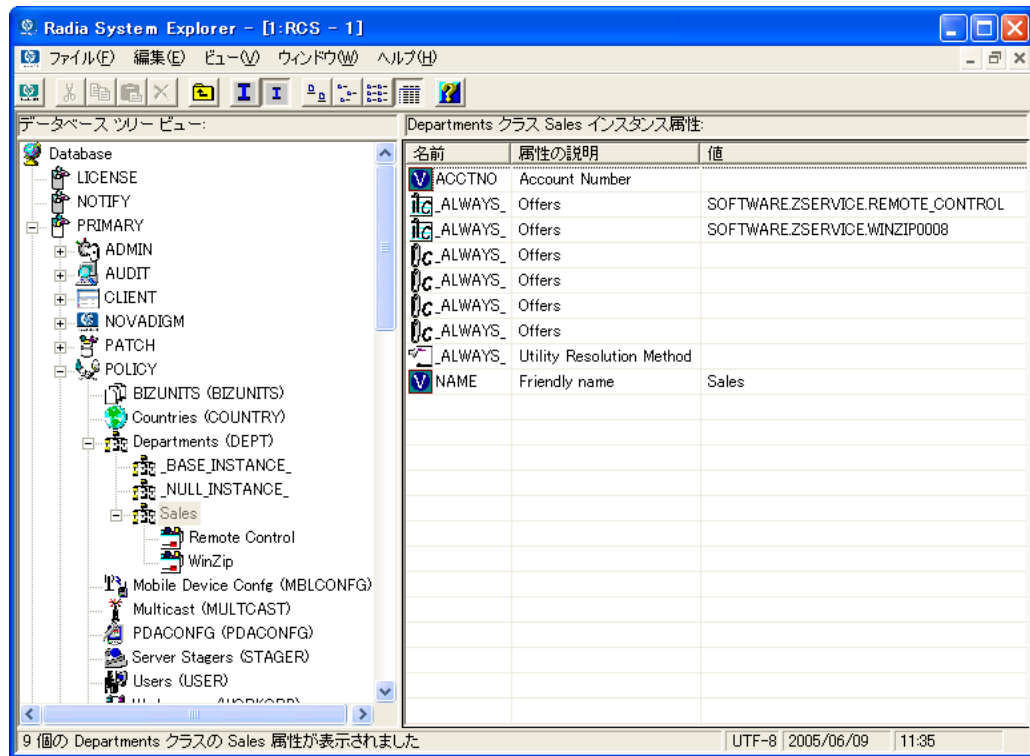 Radia System Explorer - [1:RCS - 1]
ファイル(F) 編集(E) ビュー(V) ウィンドウ(W) ヘルプ(H)
データベース ツリー ビュー:
Database
LICENSE
NOTIFY
PRIMARY
ADMIN
AUDIT
CLIENT
NOVADIGM
PATCH
POLICY
BIZUNITS (BIZUNITS)
Countries (COUNTRY)
Departments (DEPT)
_BASE_INSTANCE_
_NULL_INSTANCE_
Sales
Remote Control
WinZip
Mobile Device Confg (MBLCONFG)
Multicast (MULTCAST)
PDACONFG (PDACONFG)
Server Stagers (STAGER)
Users (USER)
Departments クラス Sales インスタンス属性:
名前 属性の説明 値
ACCTNO Account Number
_ALWAYS_ Offers SOFTWARE.ZSERVICE.REMOTE_CONTROL
_ALWAYS_ Offers SOFTWARE.ZSERVICE.WINZIP0008
_ALWAYS_ Offers
_ALWAYS_ Offers
_ALWAYS_ Offers
_ALWAYS_ Offers
_ALWAYS_ Utility Resolution Method
NAME Friendly name Sales
9 個の Departments クラスの Sales 属性が表示されました UTF-8 2005/06/09 11:35